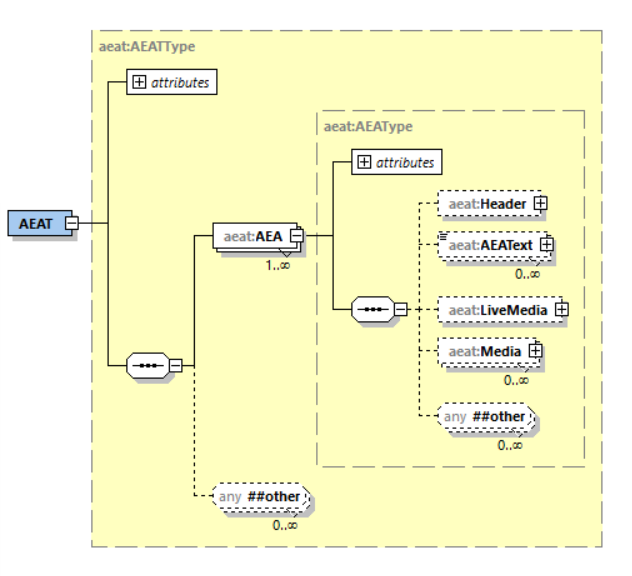 aeat:AEATType
attributes
aeat:AEAType
attributes
aeat:Header
AEAT
aeat:AEA
aeat:AEAText
1..∞
0..∞
aeat:LiveMedia
aeat:Media
0..∞
any ##other
0..∞
any ##other
0..∞